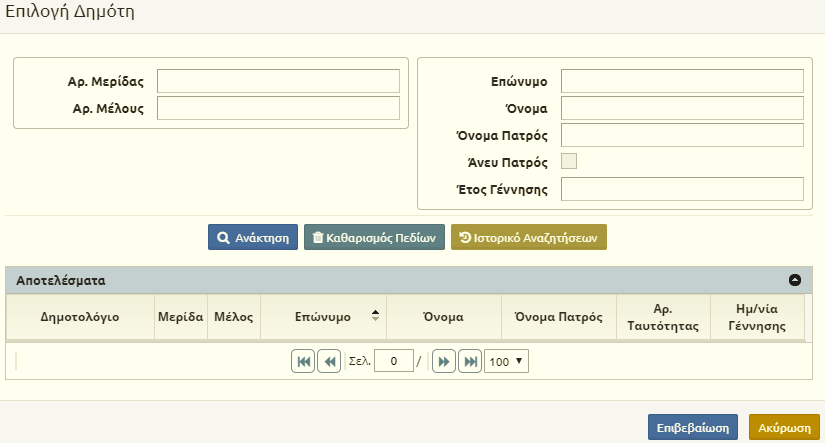 Επιλογή Δημότη
Αρ. Μερίδας
Αρ. Μέλους
Επώνυμο
Όνομα
Όνομα Πατρός
Άνευ Πατρός
Έτος Γέννησης
Ανάκτηση Καθαρισμός Πεδίων Ιστορικό Αναζητήσεων
Αποτελέσματα
Δημοτολόγιο Μερίδα Μέλος Επώνυμο Όνομα Όνομα Πατρός Αρ. Ταυτότητας Ημ/νία Γέννησης
Σελ. 0 / 100
Επιβεβαίωση Ακύρωση